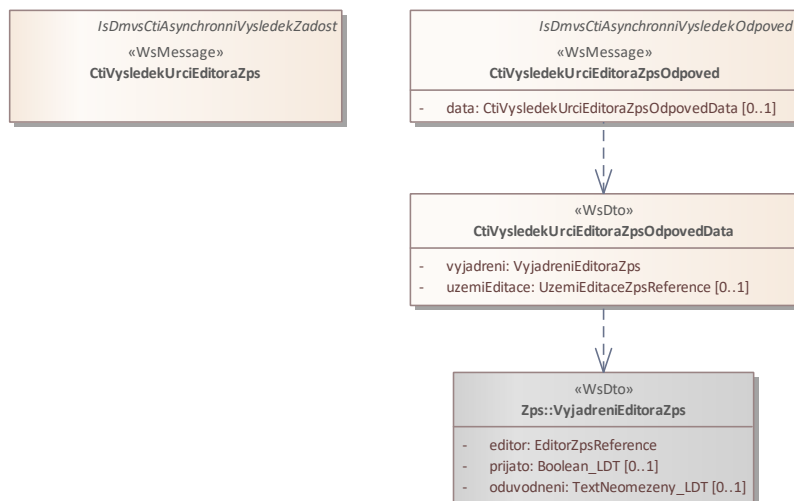 IsDmvsCtiAsynchronniVysledekZadost
«WsMessage»
CtiVysledekUrciEditoraZps
IsDmvsCtiAsynchronniVysledekOdpoved
«WsMessage»
CtiVysledekUrciEditoraZpsOdpoved
- data: CtiVysledekUrciEditoraZpsOdpovedData [0..1]
«WsDto»
CtiVysledekUrciEditoraZpsOdpovedData
- vyjadreni: VyjadreniEditoraZps
- uzemiEditace: UzemiEditaceZpsReference [0..1]
«WsDto»
Zps::VyjadreniEditoraZps
- editor: EditorZpsReference
- prijato: Boolean_LDT [0..1]
- oduvodneni: TextNeomezeny_LDT [0..1]